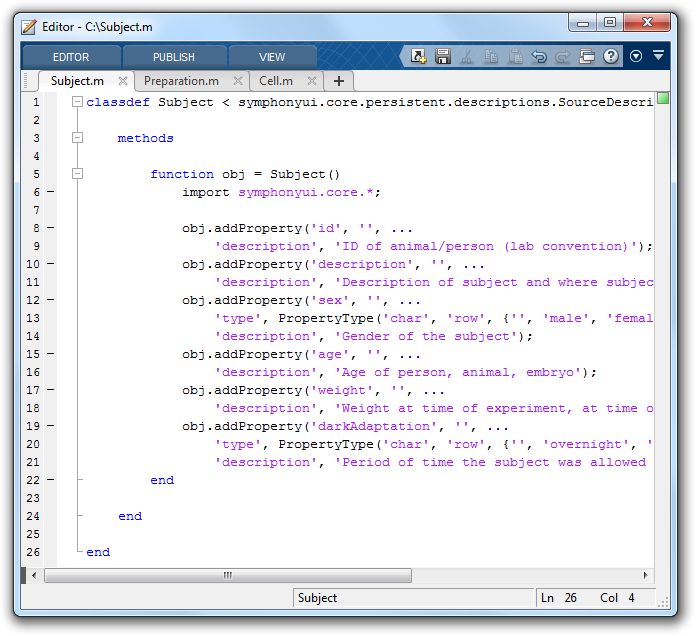 Editor - C:\Subject.m
EDITOR PUBLISH VIEW
Subject.m Preparation.m Cell.m
1 classdef Subject < symphonyui.core.persistent.descriptions.SourceDescri
2
3 methods
4
5 function obj = Subject()
6 import symphonyui.core.*;
7
8 obj.addProperty('id', '', ...
9 'description', 'ID of animal/person (lab convention)');
10 obj.addProperty('description', '', ...
11 'description', 'Description of subject and where subjec
12 obj.addProperty('sex', '', ...
13 'type', PropertyType('char', 'row', {'', 'male', 'femal
14 'description', 'Gender of the subject');
15 obj.addProperty('age', '', ...
16 'description', 'Age of person, animal, embryo');
17 obj.addProperty('weight', '', ...
18 'description', 'Weight at time of experiment, at time o
19 obj.addProperty('darkAdaptation', '', ...
20 'type', PropertyType('char', 'row', {'', 'overnight', '
21 'description', 'Period of time the subject was allowed
22 end
23
24 end
25
26 end
Subject Ln 26 Col 4